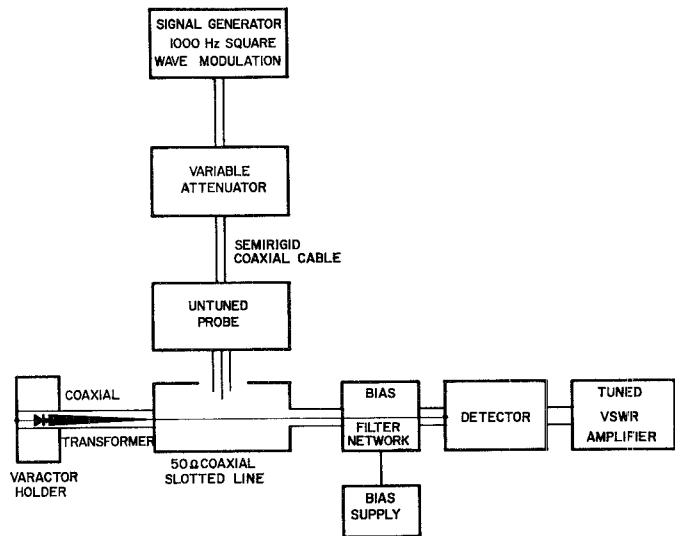 SIGNAL GENERATOR
1000 Hz SQUARE
WAVE MODULATION
VARIABLE
ATTENUATOR
SEMIRIGID
COAXIAL CABLE
UNTUNED
PROBE
COAXIAL
TRANSFORMER
VARACTOR
HOLDER
50Ω COAXIAL
SLOTTED LINE
BIAS
FILTER
NETWORK
BIAS
SUPPLY
DETECTOR
TUNED
VSWR
AMPLIFIER